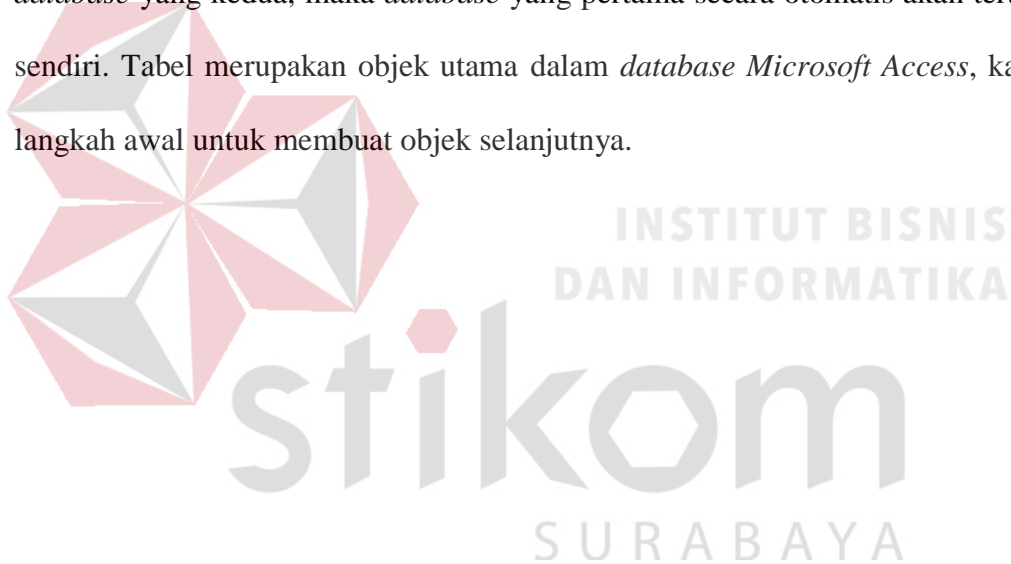 database yang kedua, maka database yang pertama secara otomatis akan
sendiri. Tabel merupakan objek utama dalam database Microsoft Access,
langkah awal untuk membuat objek selanjutnya.
INSTITUT BISNIS
DAN INFORMATIKA
stikom
SURABAYA